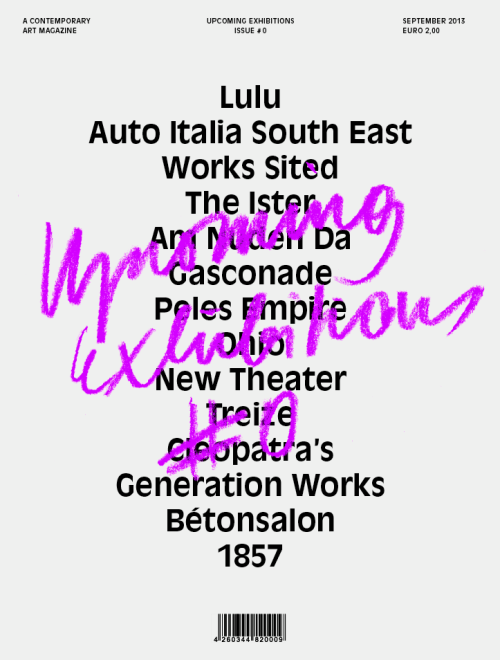 A CONTEMPORARY
ART MAGAZINE
UPCOMING EXHIBITIONS
ISSUE #0
SEPTEMBER 2013
EURO 2,00
Lulu
Auto Italia South East
Works Sited
The Ister
Am Nuden Da
Gasconade
Peles Empire
Ohio
New Theater
Treize
Cleopatra's
Generation Works
Bétonsalon
1857
Upcoming
Exhibitions
#0
4 260344 820009